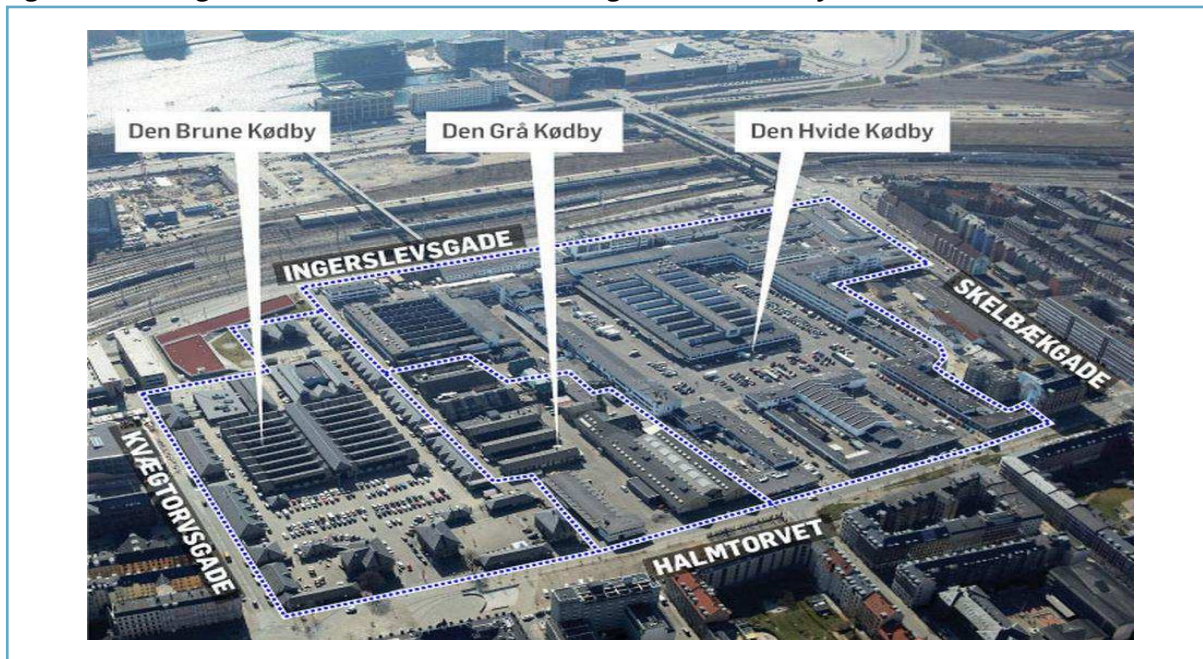 Den Brune Kødby
Den Grå Kødby
Den Hvide Kødby
INGERSLEVSGADE
SKELBÆKGADE
KVÆGTORVSGADE
HALMTORVET